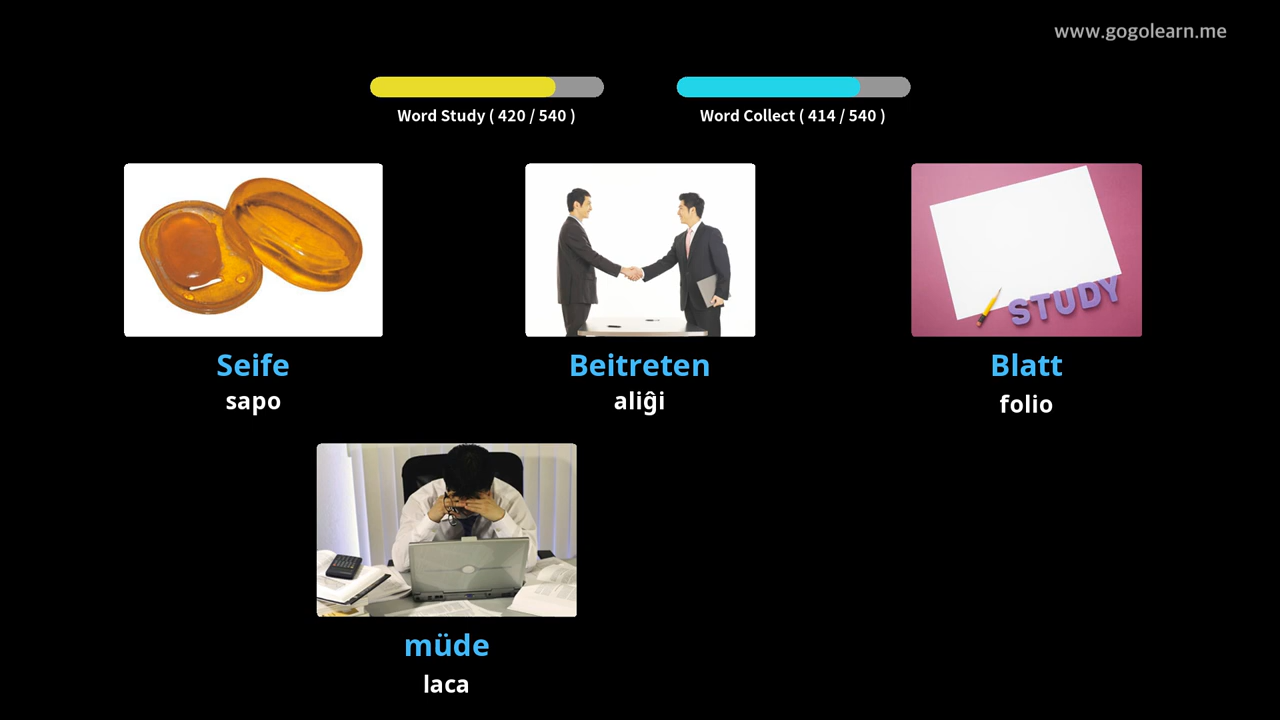 www.gogolearn.me
Word Study ( 420 / 540 )
Word Collect ( 414 / 540 )
STUDY
Seife
Beitreten
Blatt
sapo
aliĝi
folio
müde
laca